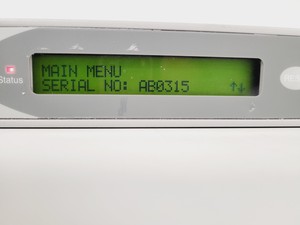 MAIN MENU
SERIAL NO: AB0315 ↑↓
Status